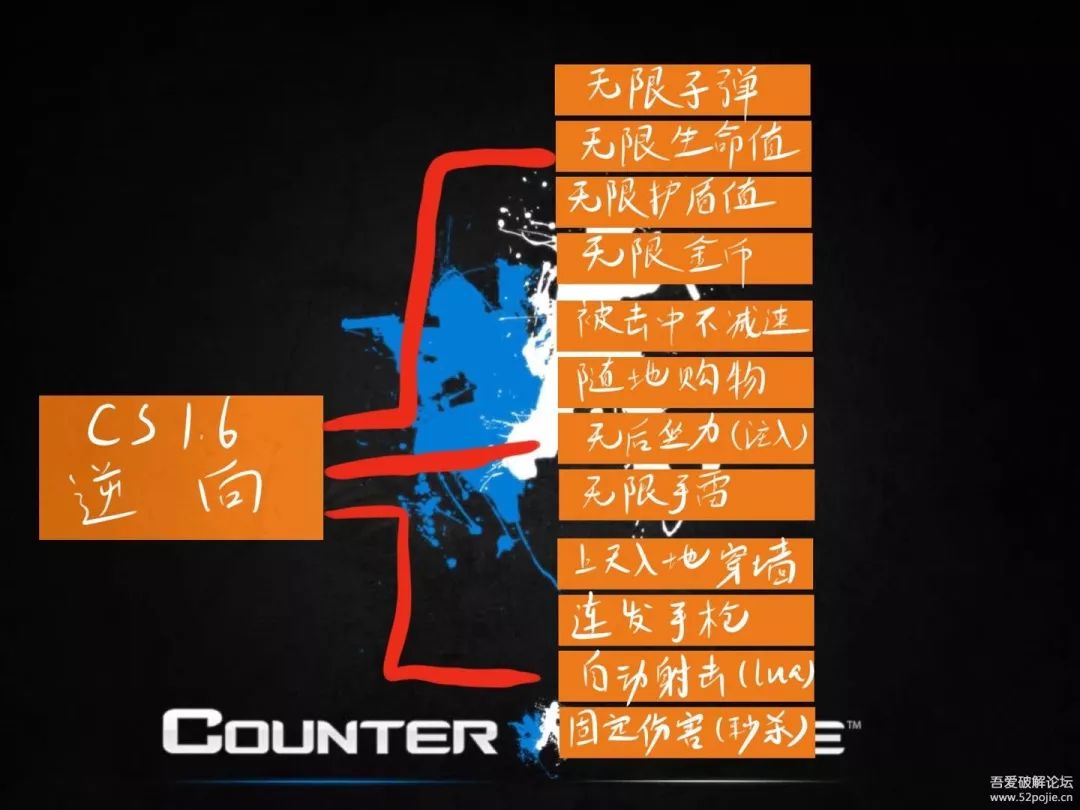 无限子弹
无限生命值
无限护盾值
无限金币
被击中不减速
随地购物
CS1.6
逆向
无后坐力(注入)
无限手雷
上天入地穿墙
连发手枪
自动射击(lua)
固定伤害(秒杀)
COUNTER
E™
吾爱破解论坛
www.52pojie.cn